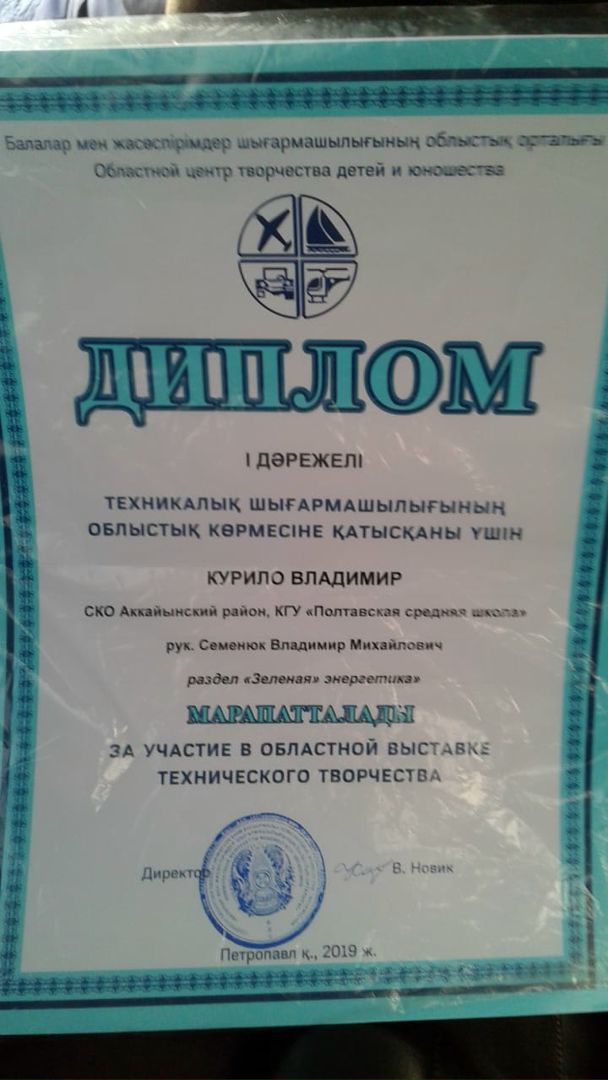 Балалар мен жасөспірімдер шығармашылығының облыстық орталығы
Областной центр творчества детей и юношества
ДИПЛОМ
І ДӘРЕЖЕЛІ
ТЕХНИКАЛЫҚ ШЫҒАРМАШЫЛЫҒЫНЫҢ
ОБЛЫСТЫҚ КӨРМЕСІНЕ ҚАТЫСҚАНЫ ҮШІН
КУРИЛО ВЛАДИМИР
СКО Аккайынский район, КГУ «Полтавская средняя школа»
рук. Семенюк Владимир Михайлович
раздел «Зеленая» энергетика»
МАРАПАТТАЛАДЫ
ЗА УЧАСТИЕ В ОБЛАСТНОЙ ВЫСТАВКЕ
ТЕХНИЧЕСКОГО ТВОРЧЕСТВА
Директор В. Новик
Петропавл қ., 2019 ж.